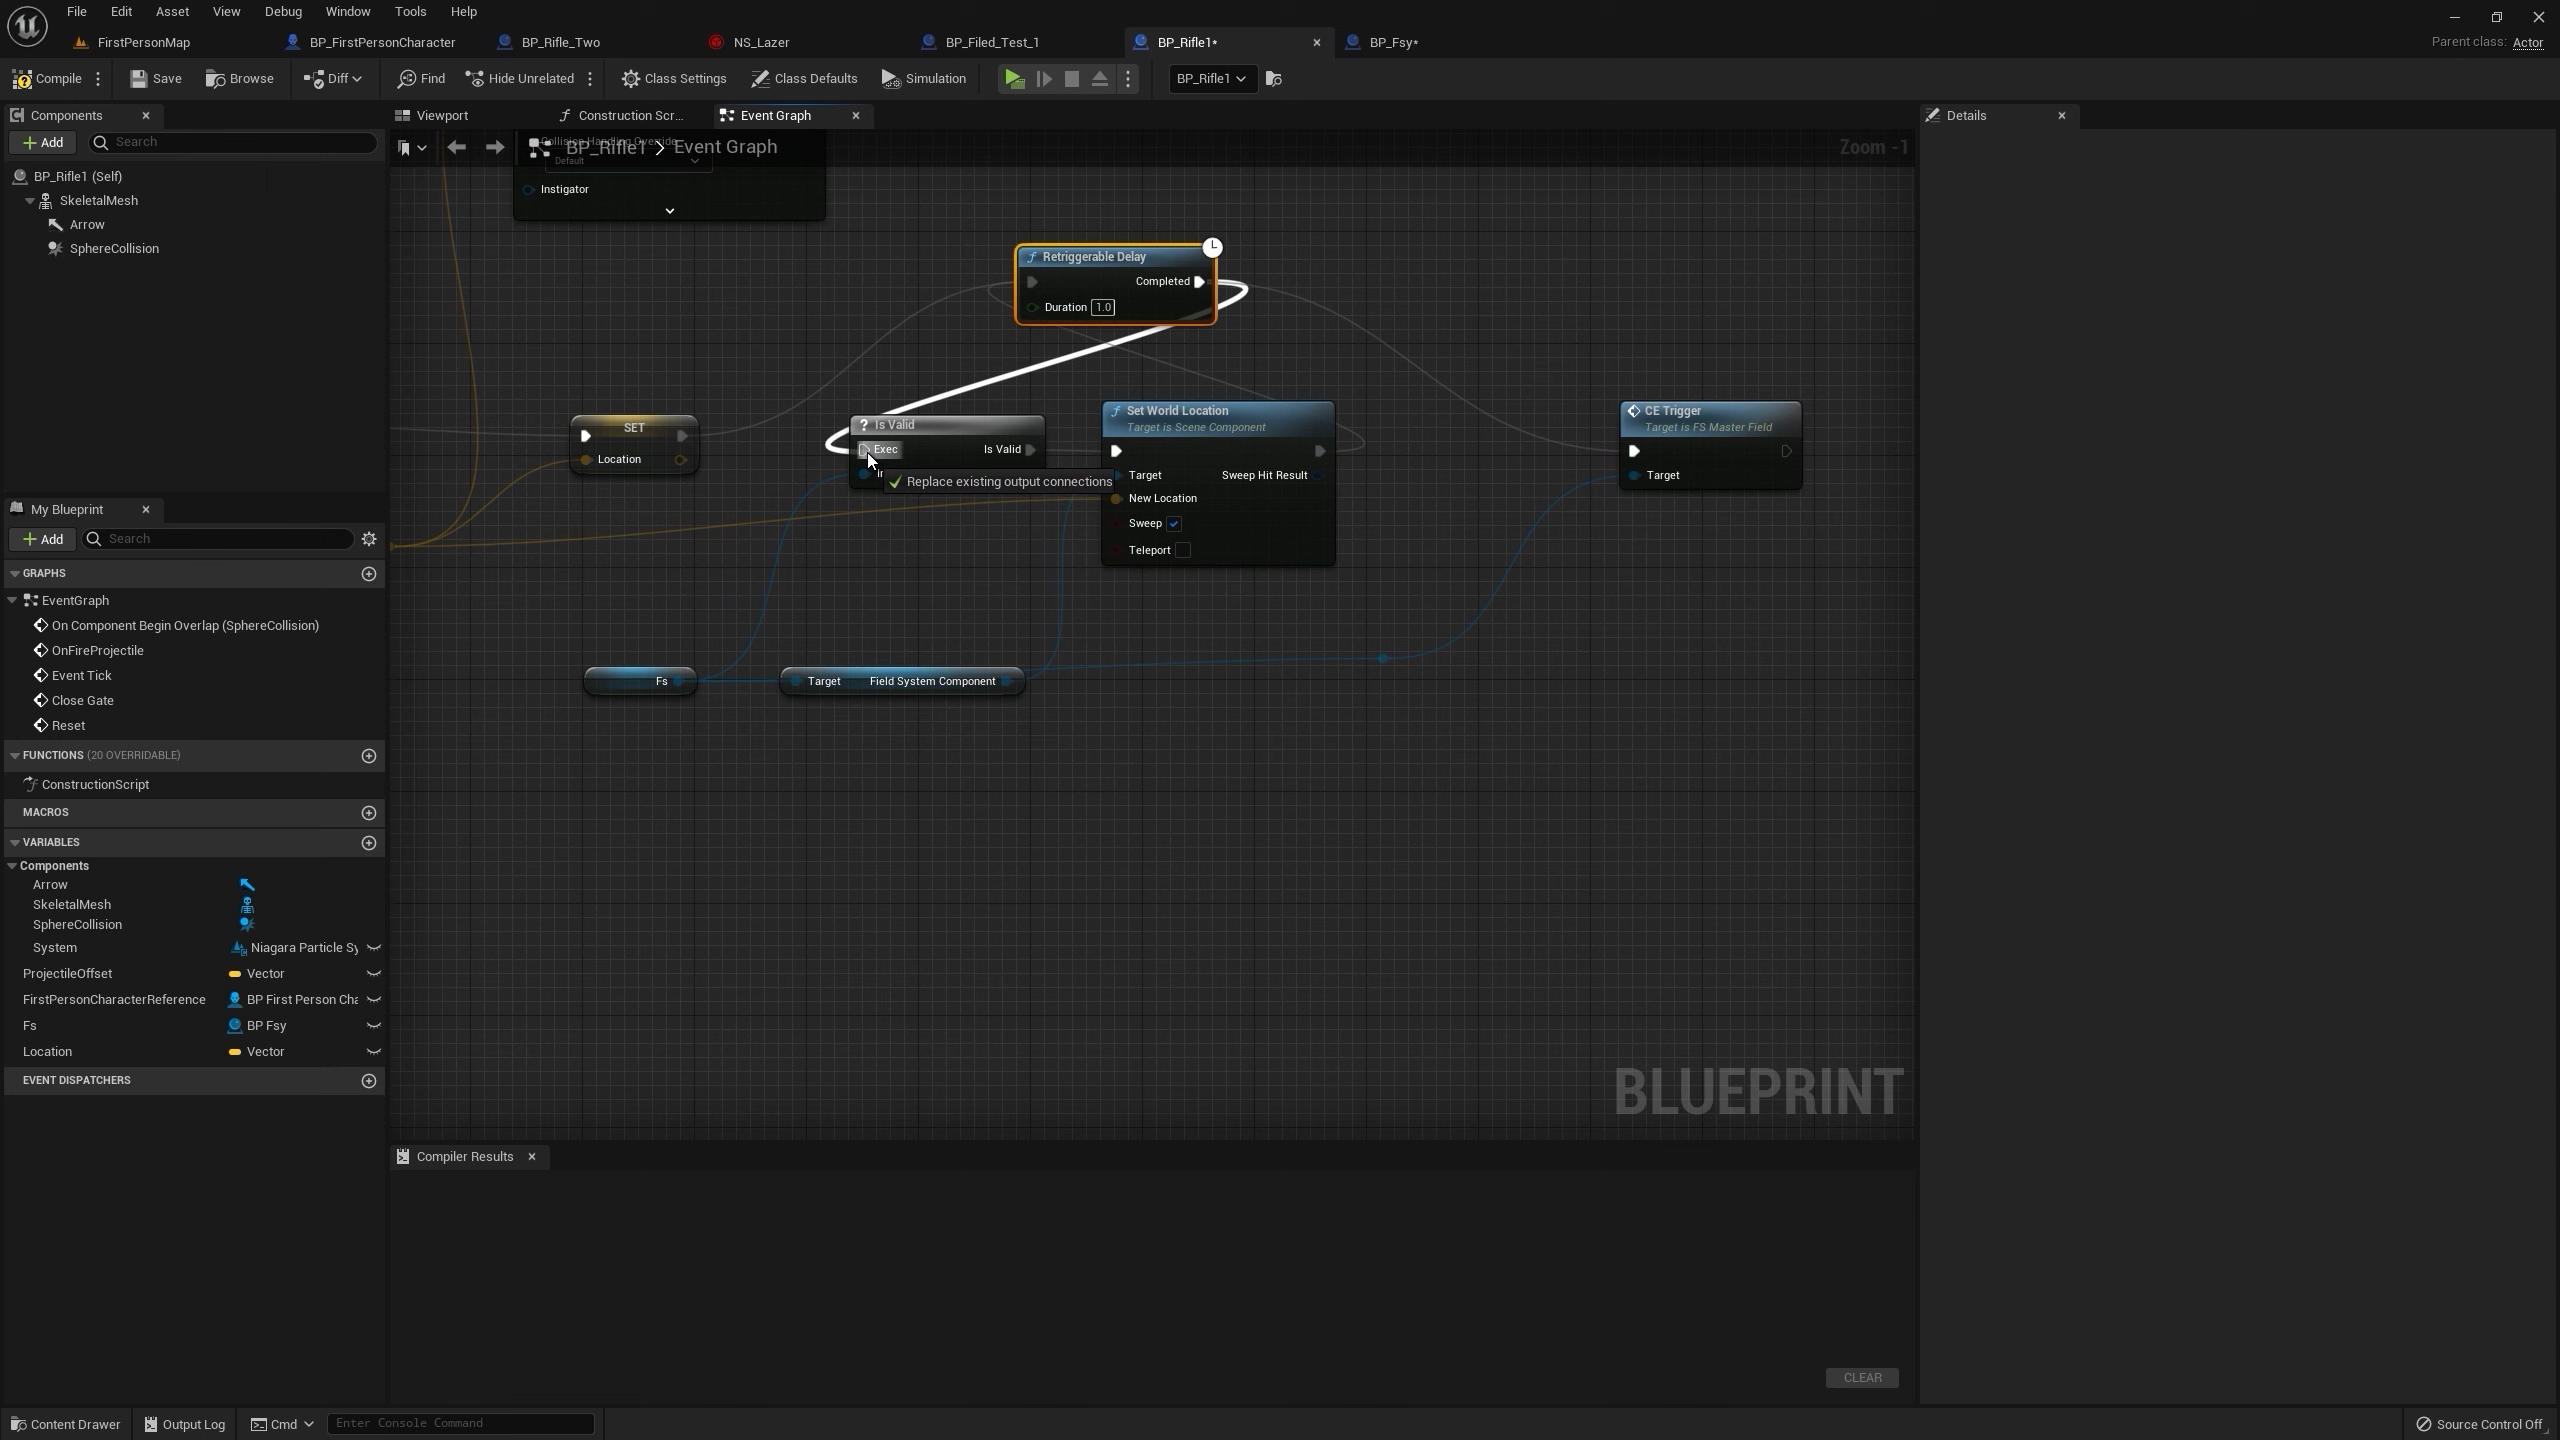 File Edit Asset View Debug Window Tools Help
FirstPersonMap BP_FirstPersonCharacter BP_Rifle_Two NS_Lazer BP_Filed_Test_1 BP_Rifle1* BP_Fsy* Parent class: Actor
Compile Save Browse Diff Find Hide Unrelated Class Settings Class Defaults Simulation BP_Rifle1
Components
Add Search
BP_Rifle1 (Self)
SkeletalMesh
Arrow
SphereCollision
My Blueprint
Add Search
GRAPHS
EventGraph
On Component Begin Overlap (SphereCollision)
OnFireProjectile
Event Tick
Close Gate
Reset
FUNCTIONS (20 OVERRIDABLE)
ConstructionScript
MACROS
VARIABLES
Components
Arrow
SkeletalMesh
SphereCollision
System Niagara Particle Sy
ProjectileOffset Vector
FirstPersonCharacterReference BP First Person Cha
Fs BP Fsy
Location Vector
EVENT DISPATCHERS
Viewport Construction Scr... Event Graph
BP_Rifle1 > Event Graph Zoom -1
Collision Handling Override
Default
Instigator
Retriggerable Delay
Completed
Duration 1.0
SET
Location
Is Valid
Exec Is Valid
Replace existing output connections
Set World Location
Target is Scene Component
Target Sweep Hit Result
New Location
Sweep
Teleport
CE Trigger
Target is FS Master Field
Target
Fs
Target Field System Component
BLUEPRINT
Compiler Results
CLEAR
Details
Content Drawer Output Log Cmd Enter Console Command Source Control Off